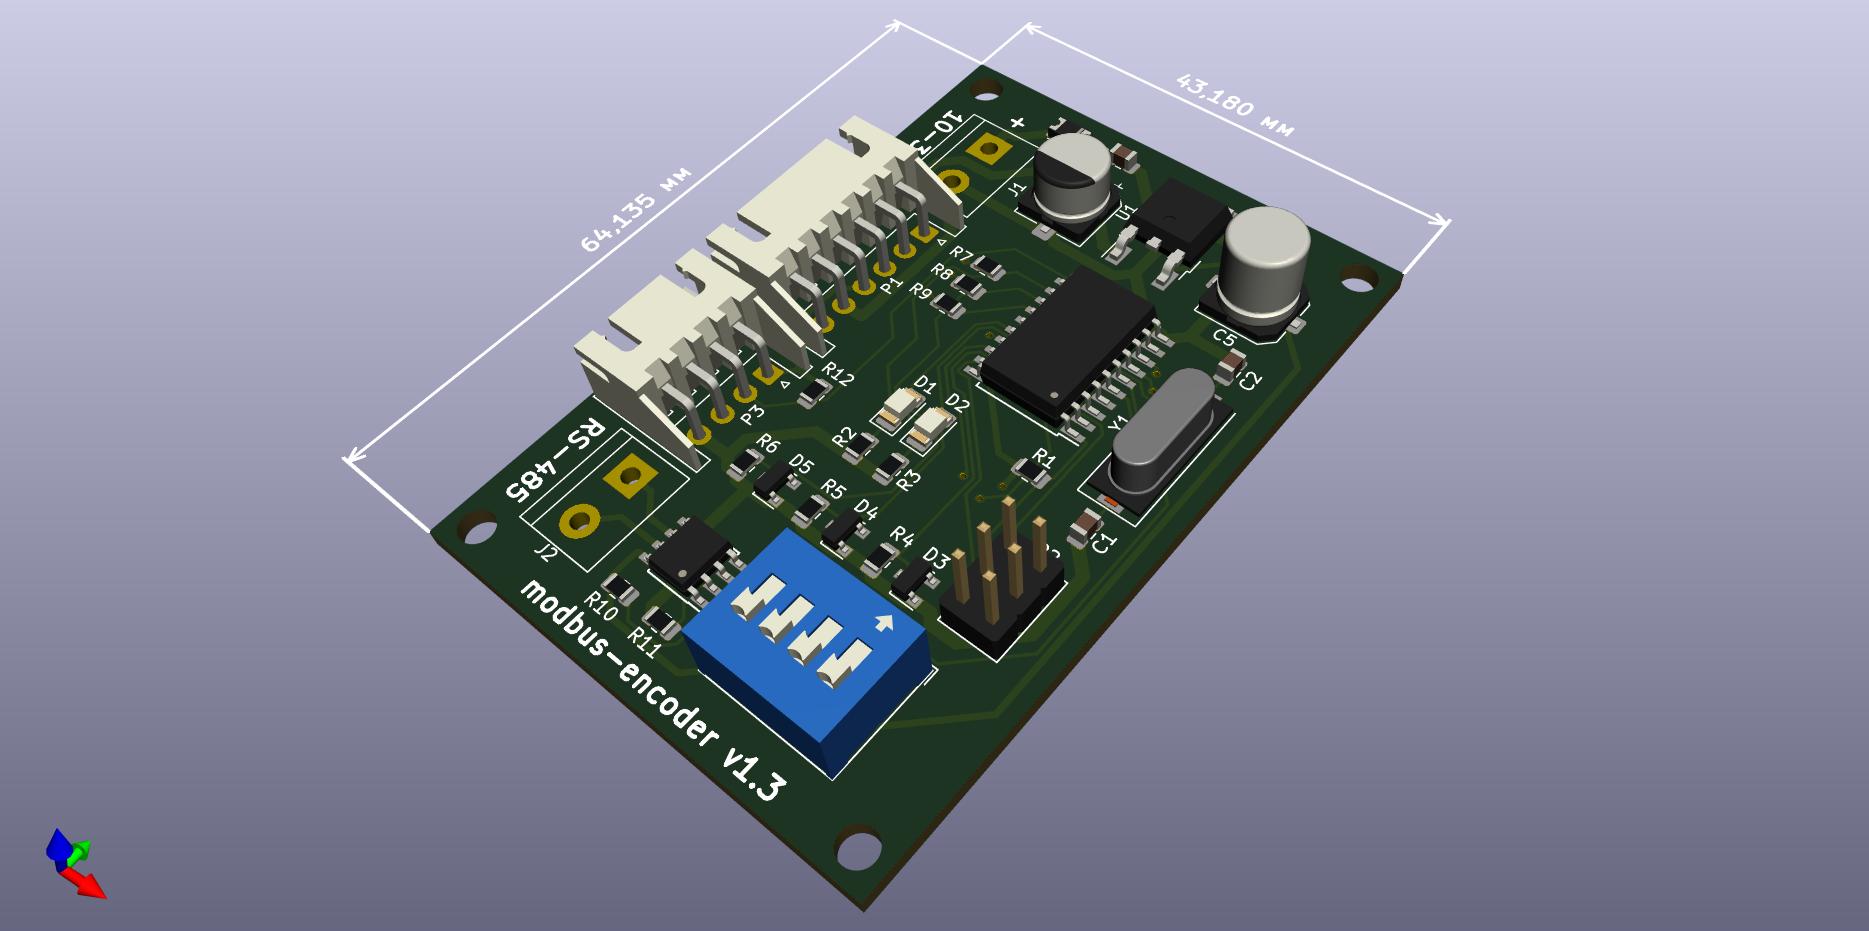 43,180 мм
64,135 мм
10-3
+
J1
U1
R7
R8
R9
P1
C5
C2
R12
D1
D2
Y1
P3
R2
R3
R1
R6
D5
R5
D4
R4
D3
C1
RS-485
J2
R10
R11
modbus-encoder v1.3